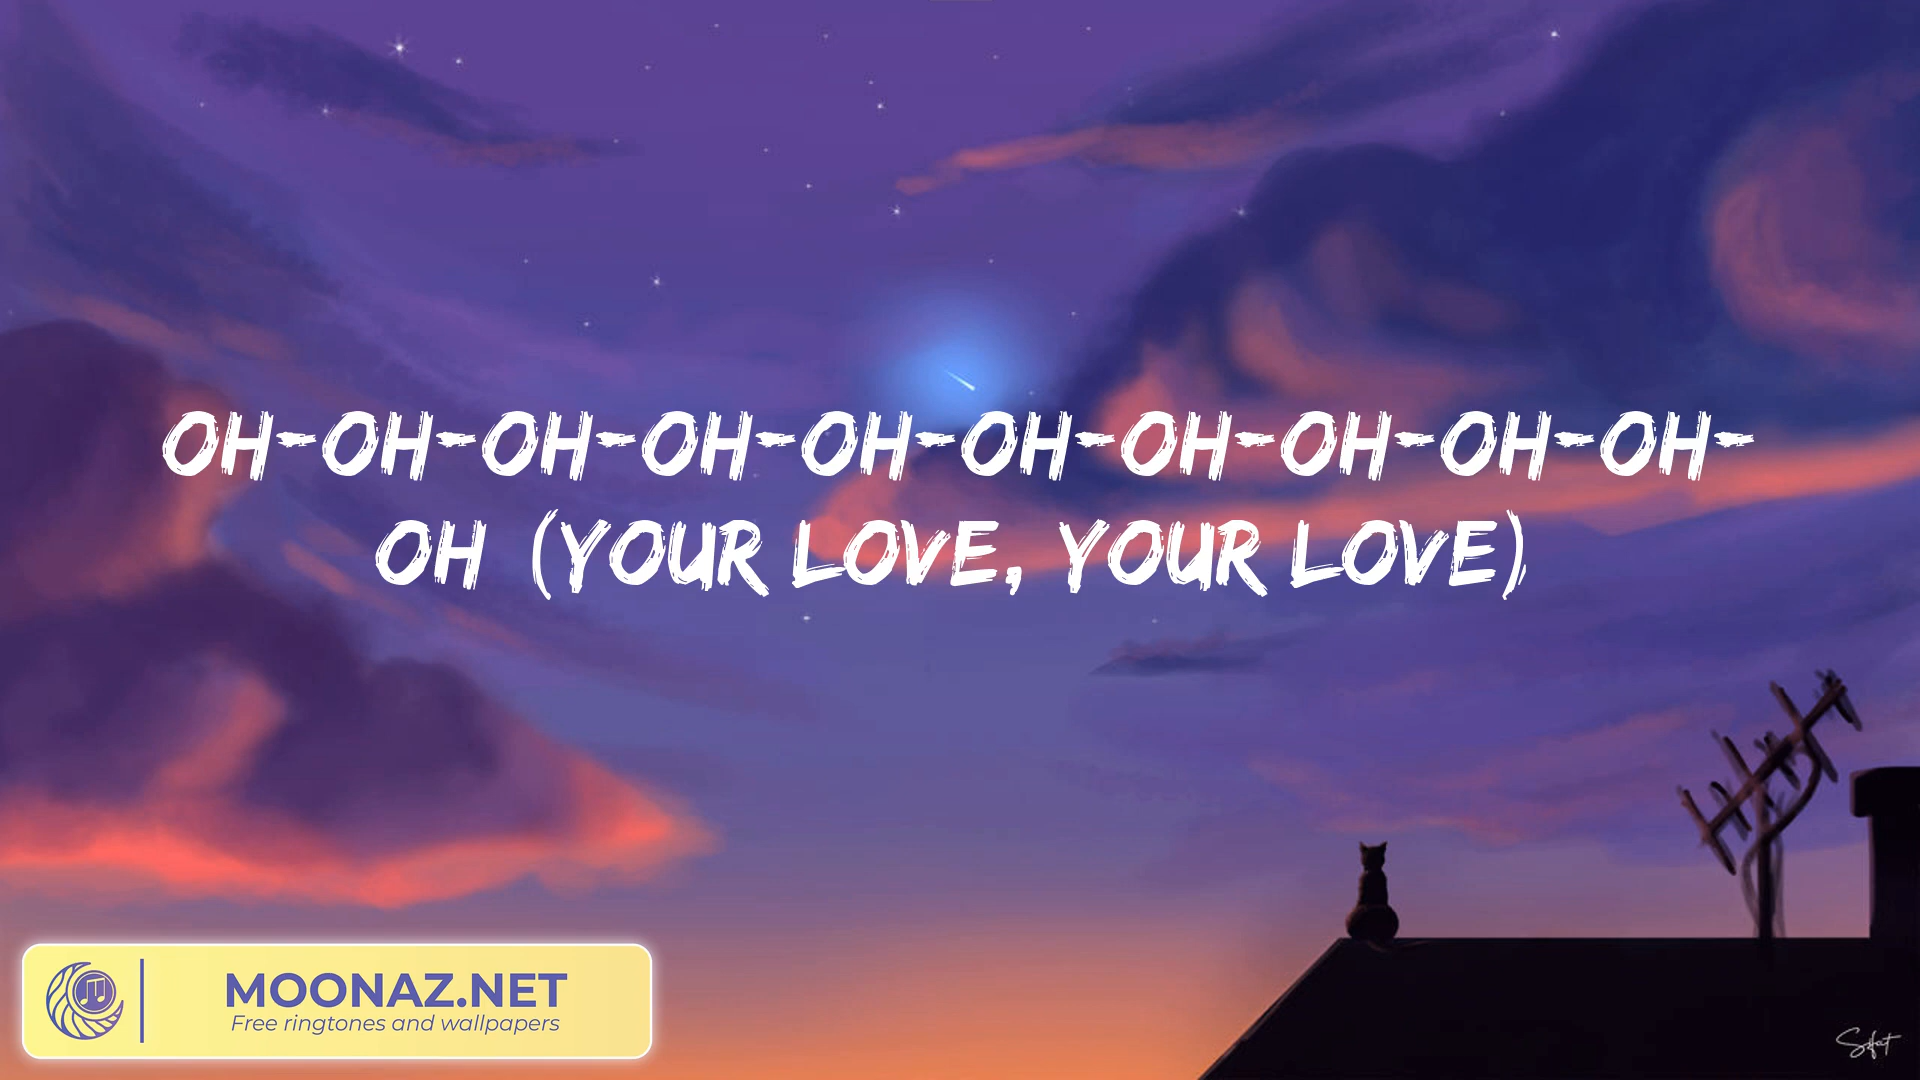 OH-OH-OH-OH-OH-OH-OH-OH-OH-OH-
OH (YOUR LOVE, YOUR LOVE)
MOONAZ.NET
Free ringtones and wallpapers